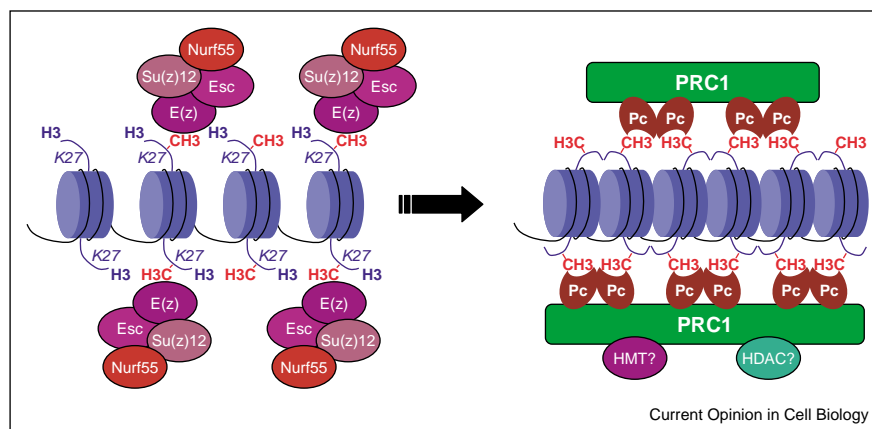 Nurf55
Su(z)12
Esc
E(z)
Nurf55
Su(z)12
Esc
E(z)
H3
CH3
H3
CH3
H3
CH3
H3
CH3
K27
K27
K27
K27
K27
K27
K27
K27
H3
H3C
H3
H3C
H3
H3C
H3
E(z)
Esc
Su(z)12
Nurf55
E(z)
Esc
Su(z)12
Nurf55
PRC1
Pc
Pc
Pc
Pc
H3C
CH3
H3C
CH3
H3C
CH3
CH3
H3C
CH3
H3C
CH3
H3C
Pc
Pc
Pc
Pc
Pc
Pc
PRC1
HMT?
HDAC?
Current Opinion in Cell Biology